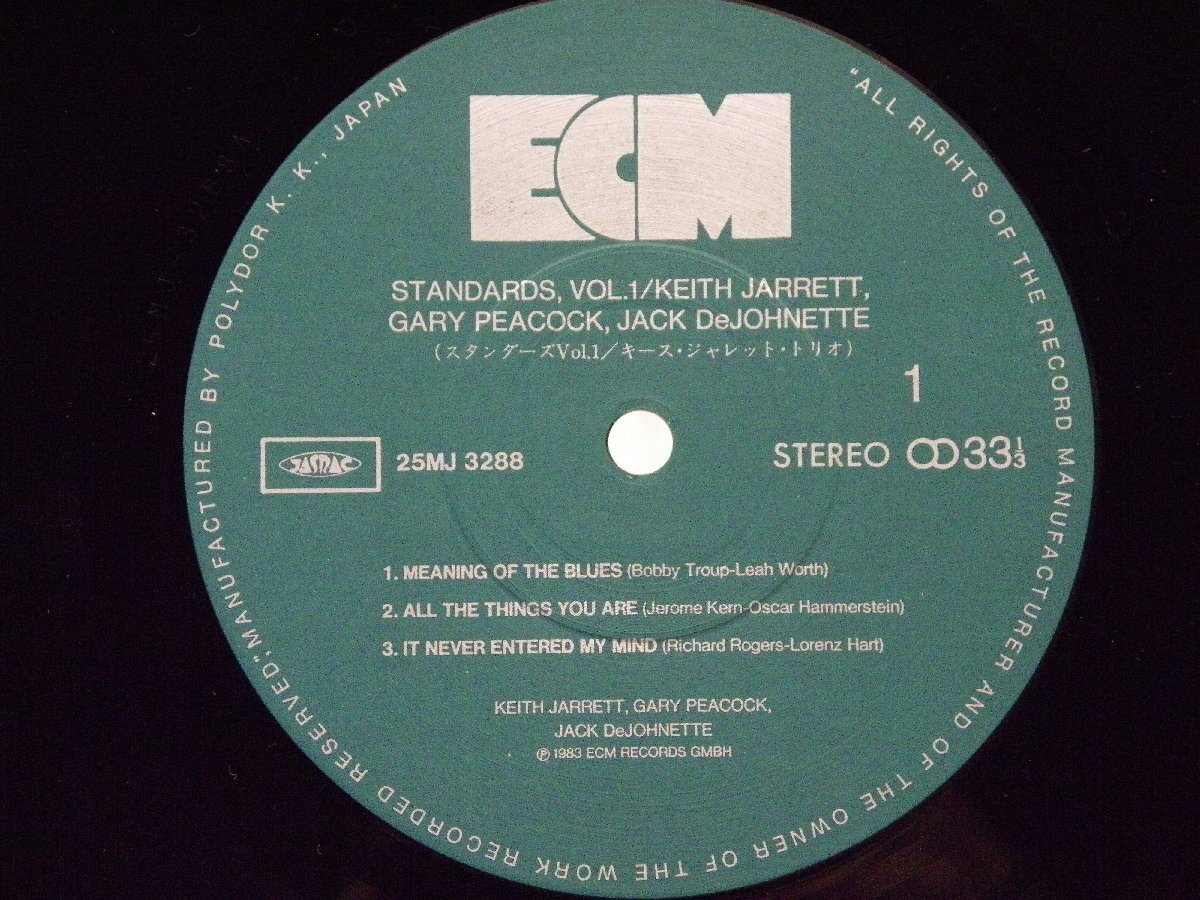 ECM
STANDARDS, VOL.1/KEITH JARRETT,
GARY PEACOCK, JACK DeJOHNETTE
(スタンダーズVol.1／キース・ジャレット・トリオ)
1
JASRAC
25MJ 3288
STEREO 33 1/3
1. MEANING OF THE BLUES (Bobby Troup-Leah Worth)
2. ALL THE THINGS YOU ARE (Jerome Kern-Oscar Hammerstein)
3. IT NEVER ENTERED MY MIND (Richard Rogers-Lorenz Hart)
KEITH JARRETT, GARY PEACOCK,
JACK DeJOHNETTE
℗ 1983 ECM RECORDS GMBH
"ALL RIGHTS OF THE RECORD MANUFACTURER AND OF THE OWNER OF THE WORK RECORDED RESERVED", MANUFACTURED BY POLYDOR K. K., JAPAN